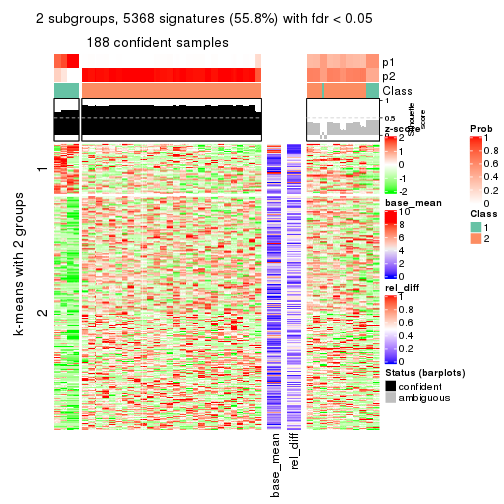 2 subgroups, 5368 signatures (55.8%) with fdr < 0.05
188 confident samples
p1
p2
Class
1
0.5
0
Silhouette
score
k-means with 2 groups
1
2
base_mean
rel_diff
z-score
2
1
0
-1
-2
base_mean
10
8
6
4
2
0
rel_diff
1
0.8
0.6
0.4
0.2
0
Status (barplots)
confident
ambiguous
Prob
1
0.8
0.6
0.4
0.2
0
Class
1
2